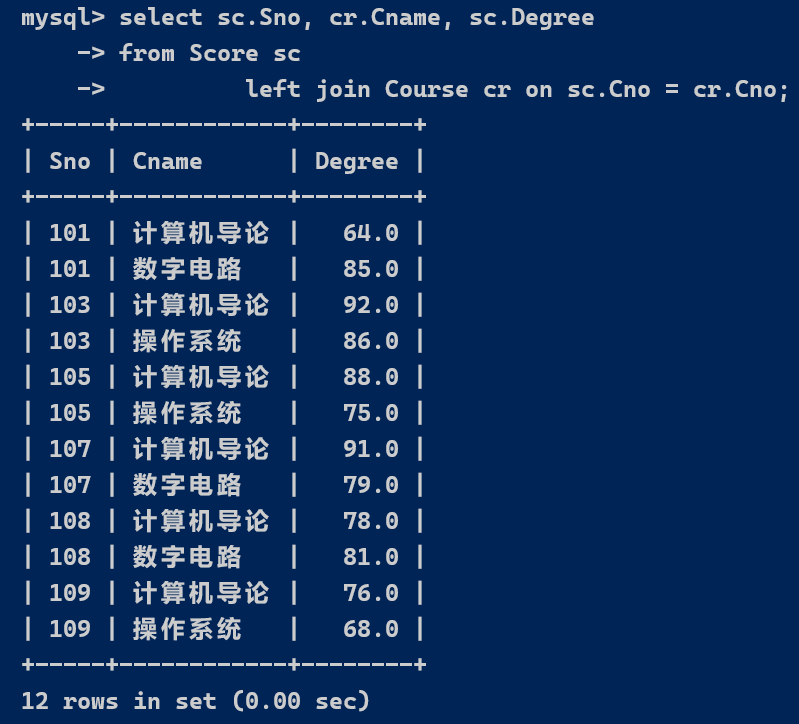 mysql> select sc.Sno, cr.Cname, sc.Degree
    -> from Score sc
    ->          left join Course cr on sc.Cno = cr.Cno;
+-----+------------+--------+
| Sno | Cname      | Degree |
+-----+------------+--------+
| 101 | 计算机导论 |   64.0 |
| 101 | 数字电路   |   85.0 |
| 103 | 计算机导论 |   92.0 |
| 103 | 操作系统   |   86.0 |
| 105 | 计算机导论 |   88.0 |
| 105 | 操作系统   |   75.0 |
| 107 | 计算机导论 |   91.0 |
| 107 | 数字电路   |   79.0 |
| 108 | 计算机导论 |   78.0 |
| 108 | 数字电路   |   81.0 |
| 109 | 计算机导论 |   76.0 |
| 109 | 操作系统   |   68.0 |
+-----+------------+--------+
12 rows in set (0.00 sec)